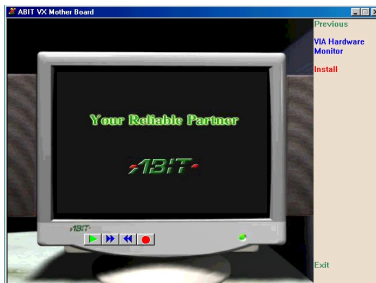 ABIT VX Mother Board
Previous
VIA Hardware
Monitor
Install
Your Reliable Partner
ABIT
ABIT
Exit